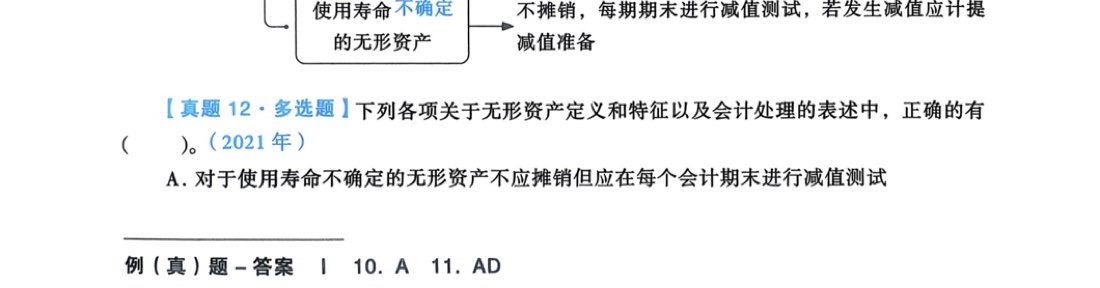 使用寿命不确定
的无形资产
不摊销，每期期末进行减值测试，若发生减值应计提
减值准备
【真题 12·多选题】下列各项关于无形资产定义和特征以及会计处理的表述中，正确的有
(　　)。（2021 年）
A. 对于使用寿命不确定的无形资产不应摊销但应在每个会计期末进行减值测试
例（真）题－答案 | 10. A 11. AD